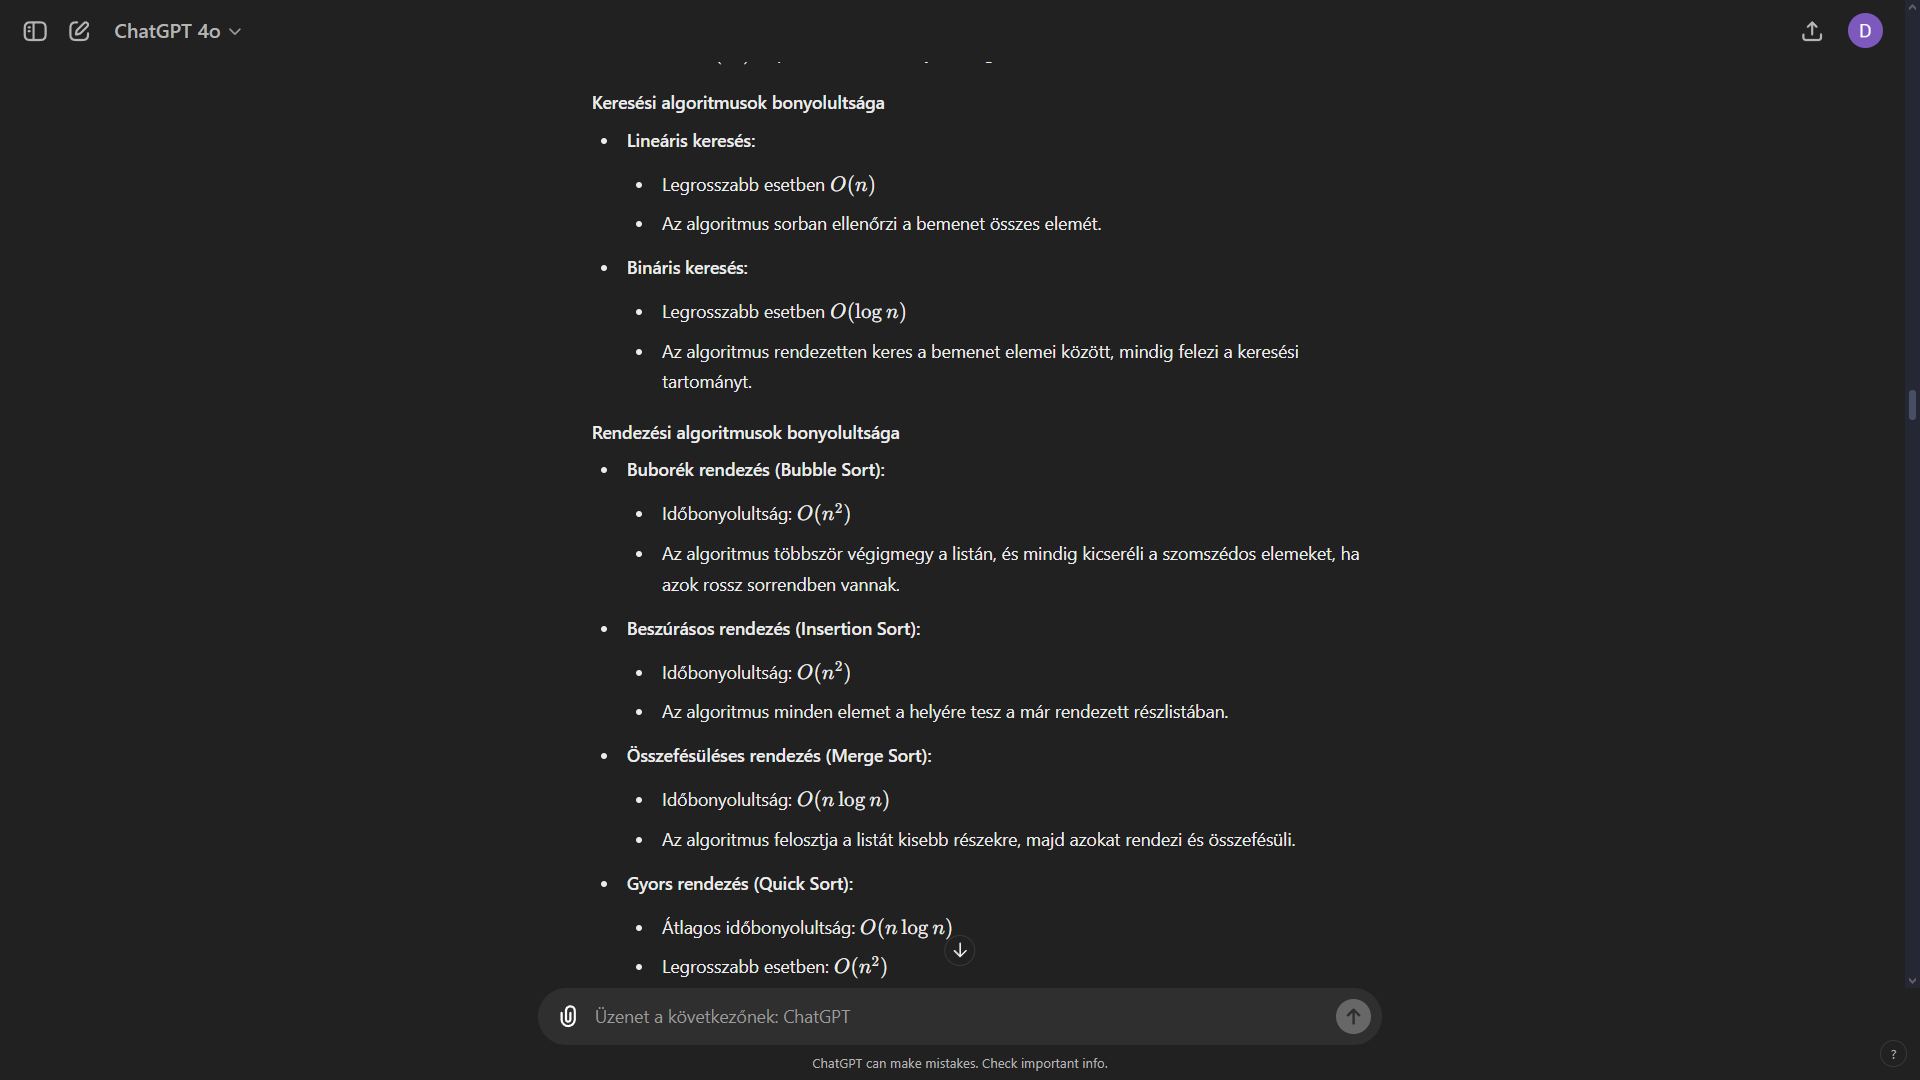 ChatGPT 4o
D
Keresési algoritmusok bonyolultsága
• Lineáris keresés:
• Legrosszabb esetben O(n)
• Az algoritmus sorban ellenőrzi a bemenet összes elemét.
• Bináris keresés:
• Legrosszabb esetben O(log n)
• Az algoritmus rendezetten keres a bemenet elemei között, mindig felezi a keresési
tartományt.
Rendezési algoritmusok bonyolultsága
• Buborék rendezés (Bubble Sort):
• Időbonyolultság: O(n²)
• Az algoritmus többször végigmegy a listán, és mindig kicseréli a szomszédos elemeket, ha
azok rossz sorrendben vannak.
• Beszúrásos rendezés (Insertion Sort):
• Időbonyolultság: O(n²)
• Az algoritmus minden elemet a helyére tesz a már rendezett részlistában.
• Összefésüléses rendezés (Merge Sort):
• Időbonyolultság: O(n log n)
• Az algoritmus felosztja a listát kisebb részekre, majd azokat rendezi és összefésüli.
• Gyors rendezés (Quick Sort):
• Átlagos időbonyolultság: O(n log n)
• Legrosszabb esetben: O(n²)
Üzenet a következőnek: ChatGPT
ChatGPT can make mistakes. Check important info.
?